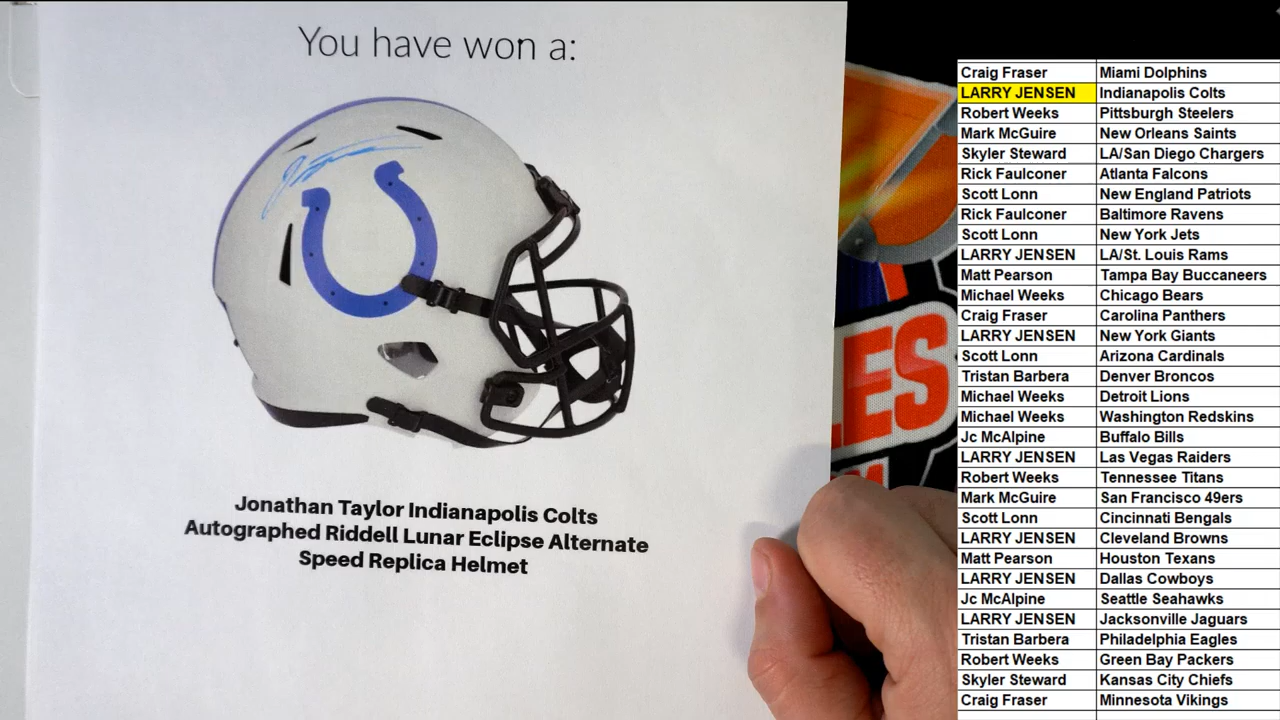 You have won a:
Jonathan Taylor Indianapolis Colts
Autographed Riddell Lunar Eclipse Alternate
Speed Replica Helmet
LES
Craig Fraser Miami Dolphins
LARRY JENSEN Indianapolis Colts
Robert Weeks Pittsburgh Steelers
Mark McGuire New Orleans Saints
Skyler Steward LA/San Diego Chargers
Rick Faulconer Atlanta Falcons
Scott Lonn New England Patriots
Rick Faulconer Baltimore Ravens
Scott Lonn New York Jets
LARRY JENSEN LA/St. Louis Rams
Matt Pearson Tampa Bay Buccaneers
Michael Weeks Chicago Bears
Craig Fraser Carolina Panthers
LARRY JENSEN New York Giants
Scott Lonn Arizona Cardinals
Tristan Barbera Denver Broncos
Michael Weeks Detroit Lions
Michael Weeks Washington Redskins
Jc McAlpine Buffalo Bills
LARRY JENSEN Las Vegas Raiders
Robert Weeks Tennessee Titans
Mark McGuire San Francisco 49ers
Scott Lonn Cincinnati Bengals
LARRY JENSEN Cleveland Browns
Matt Pearson Houston Texans
LARRY JENSEN Dallas Cowboys
Jc McAlpine Seattle Seahawks
LARRY JENSEN Jacksonville Jaguars
Tristan Barbera Philadelphia Eagles
Robert Weeks Green Bay Packers
Skyler Steward Kansas City Chiefs
Craig Fraser Minnesota Vikings